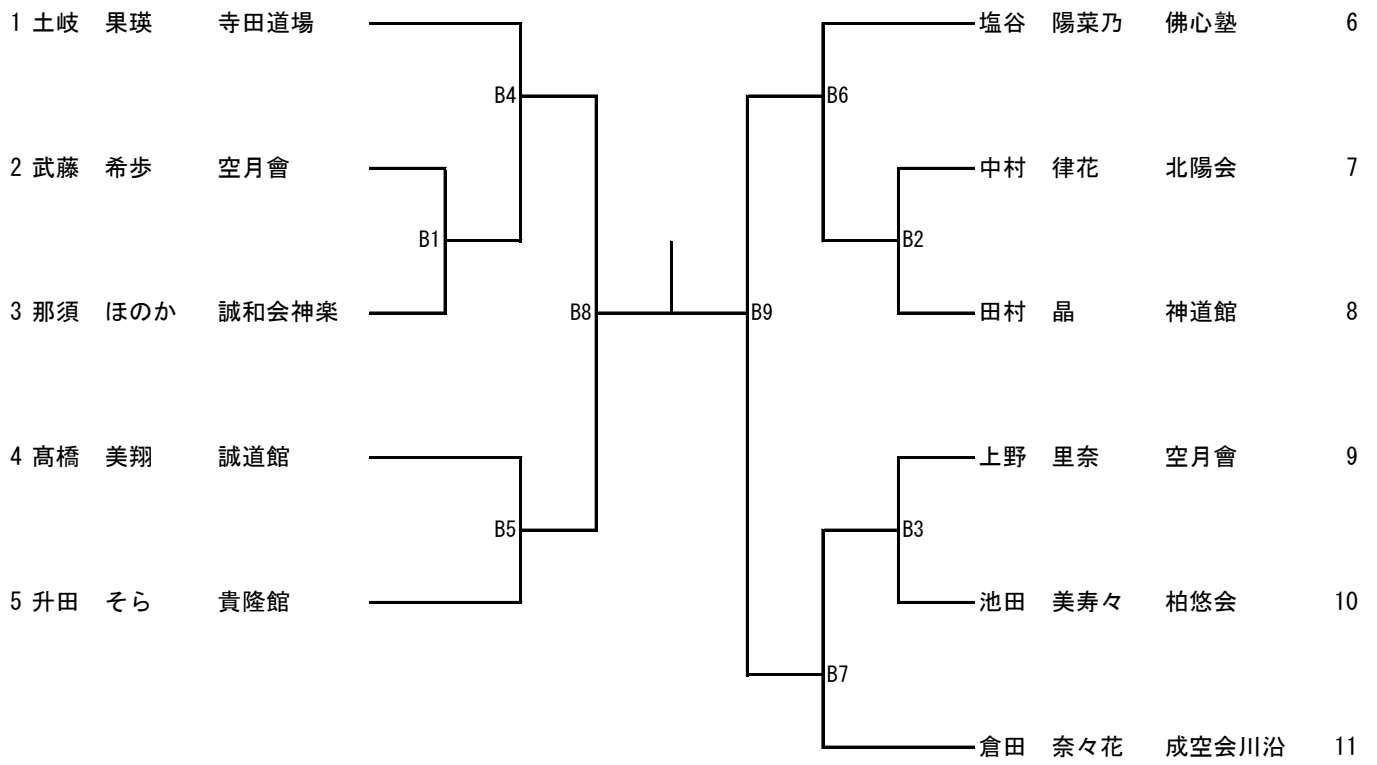 1 土岐 果瑛 寺田道場
B4
2 武藤 希歩 空月會
B1
3 那須 ほのか 誠和会神楽
B8
4 髙橋 美翔 誠道館
B5
5 升田 そら 貴隆館
塩谷 陽菜乃 佛心塾 6
B6
中村 律花 北陽会 7
B2
田村 晶 神道館 8
B9
上野 里奈 空月會 9
B3
池田 美寿々 柏悠会 10
B7
倉田 奈々花 成空会川沿 11